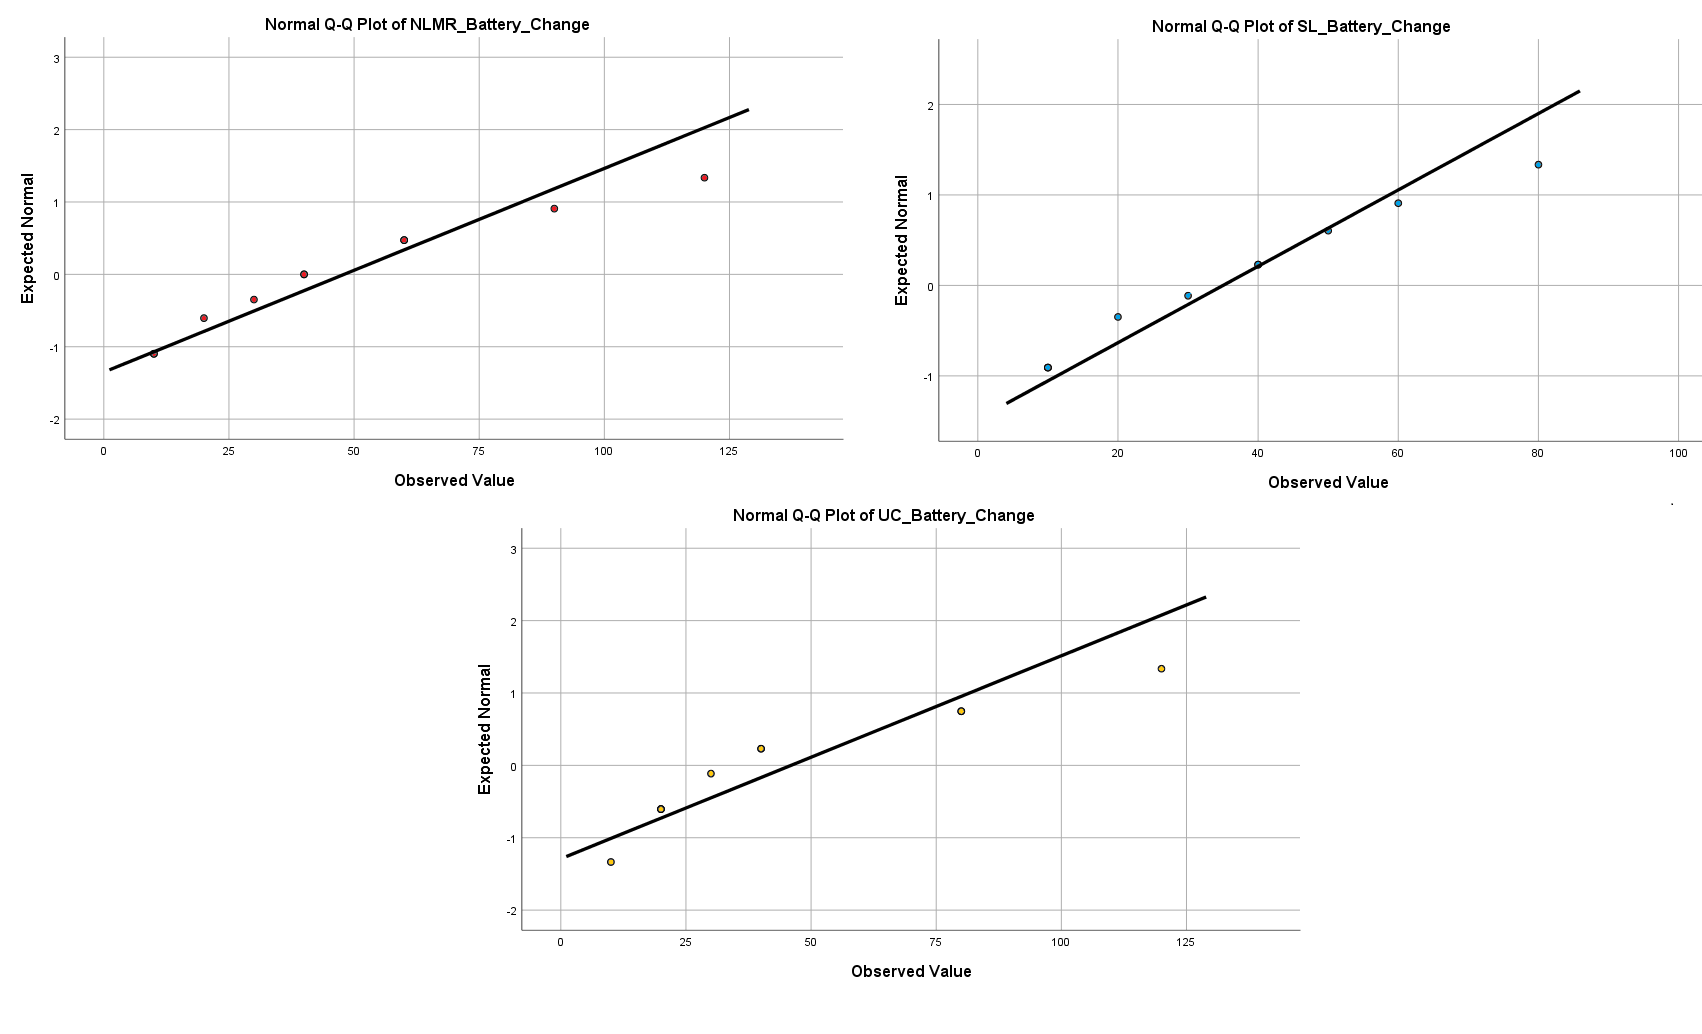 Normal Q-Q Plot of NLMR_Battery_Change
3
2
1
0
-1
-2
Expected Normal
0 25 50 75 100 125
Observed Value
Normal Q-Q Plot of SL_Battery_Change
2
1
0
-1
Expected Normal
0 20 40 60 80 100
Observed Value
Normal Q-Q Plot of UC_Battery_Change
3
2
1
0
-1
-2
Expected Normal
0 25 50 75 100 125
Observed Value